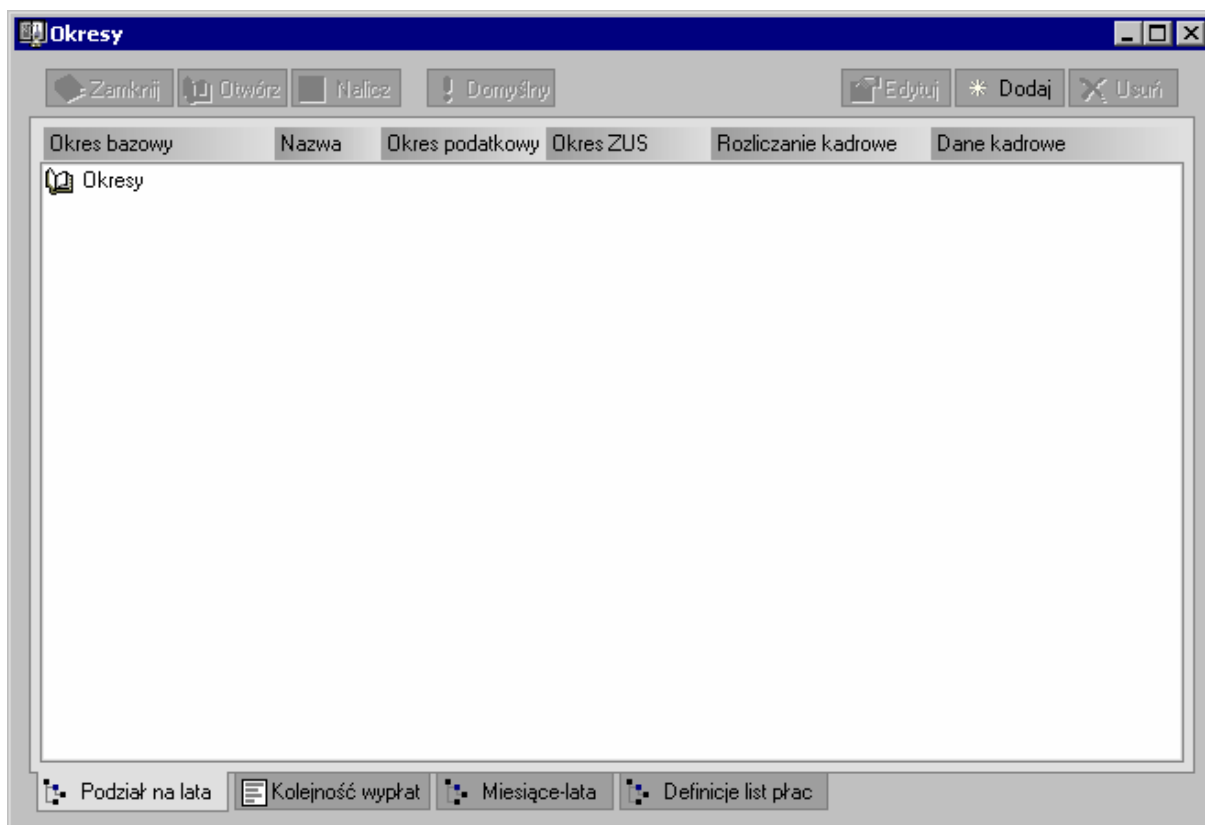 Okresy
Zamknij Otwórz Nalicz Domyślny Edytuj Dodaj Usuń
Okres bazowy Nazwa Okres podatkowy Okres ZUS Rozliczanie kadrowe Dane kadrowe
Okresy
Podział na lata Kolejność wypłat Miesiące-lata Definicje list płac